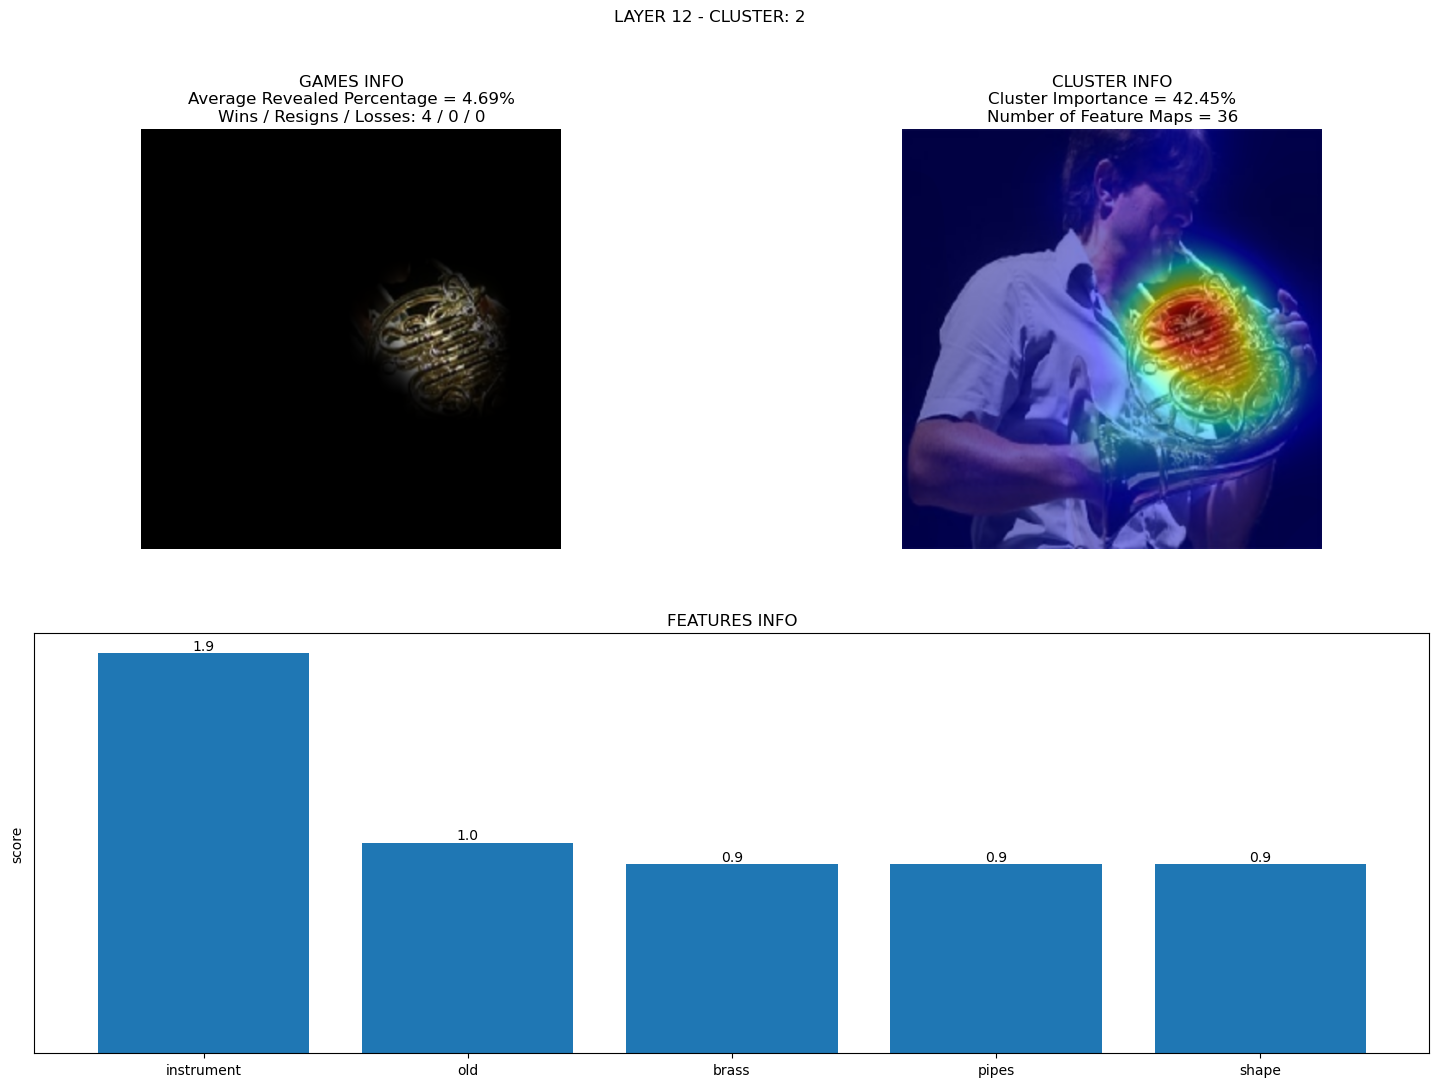 LAYER 12 - CLUSTER: 2
GAMES INFO
Average Revealed Percentage = 4.69%
Wins / Resigns / Losses: 4 / 0 / 0
CLUSTER INFO
Cluster Importance = 42.45%
Number of Feature Maps = 36
FEATURES INFO
score
1.9
1.0
0.9
0.9
0.9
instrument
old
brass
pipes
shape